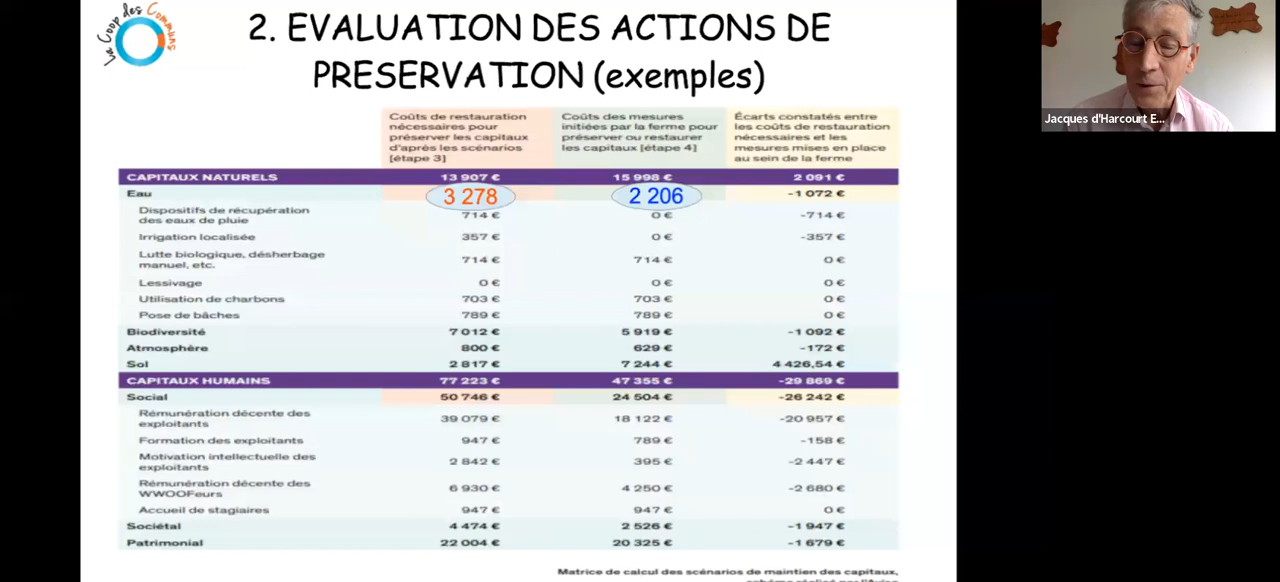 La Coop des Communs
2. EVALUATION DES ACTIONS DE
PRESERVATION (exemples)
Jacques d'Harcourt E...
Coûts de restauration
nécessaires pour
préserver les capitaux
d'après les scénarios
[étape 3]
Coûts des mesures
initiées par la ferme pour
préserver ou restaurer
les capitaux [étape 4]
Écarts constatés entre
les coûts de restauration
nécessaires et les
mesures mises en place
au sein de la ferme
CAPITAUX NATURELS 13 907 € 15 998 € 2 091 €
Eau 3 278 2 206 -1 072 €
Dispositifs de récupération
des eaux de pluie 714 € 0 € -714 €
Irrigation localisée 357 € 0 € -357 €
Lutte biologique, désherbage
manuel, etc. 714 € 714 € 0 €
Lessivage 0 € 0 € 0 €
Utilisation de charbons 703 € 703 € 0 €
Pose de bâches 789 € 789 € 0 €
Biodiversité 7 012 € 5 919 € -1 092 €
Atmosphère 800 € 629 € -172 €
Sol 2 817 € 7 244 € 4 426,54 €
CAPITAUX HUMAINS 77 223 € 47 355 € -29 869 €
Social 50 746 € 24 504 € -26 242 €
Rémunération décente des
exploitants 39 079 € 18 122 € -20 957 €
Formation des exploitants 947 € 789 € -158 €
Motivation intellectuelle des
exploitants 2 842 € 395 € -2 447 €
Rémunération décente des
WWOOFeurs 6 930 € 4 250 € -2 680 €
Accueil de stagiaires 947 € 947 € 0 €
Sociétal 4 474 € 2 526 € -1 947 €
Patrimonial 22 004 € 20 325 € -1 679 €
Matrice de calcul des scénarios de maintien des capitaux,